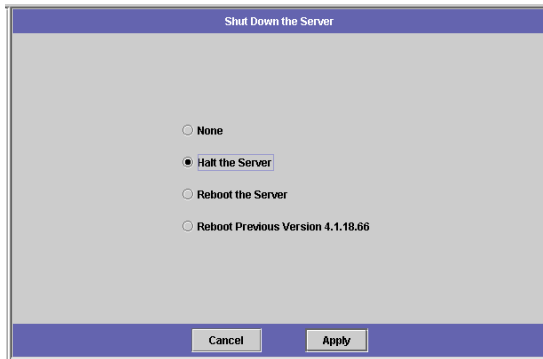 Shut Down the Server
None
Halt the Server
Reboot the Server
Reboot Previous Version 4.1.18.66
Cancel Apply